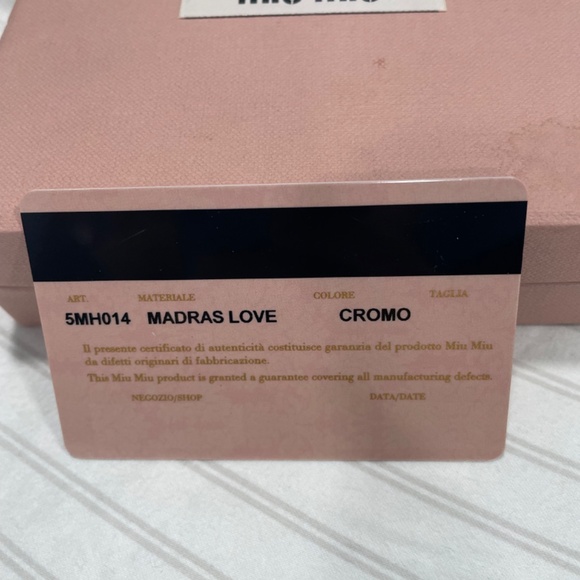 miu miu
ART. MATERIALE COLORE TAGLIA
5MH014 MADRAS LOVE CROMO
Il presente certificato di autenticità costituisce garanzia del prodotto Miu Miu
da difetti originari di fabbricazione.
This Miu Miu product is granted a guarantee covering all manufacturing defects.
NEGOZIO/SHOP DATA/DATE